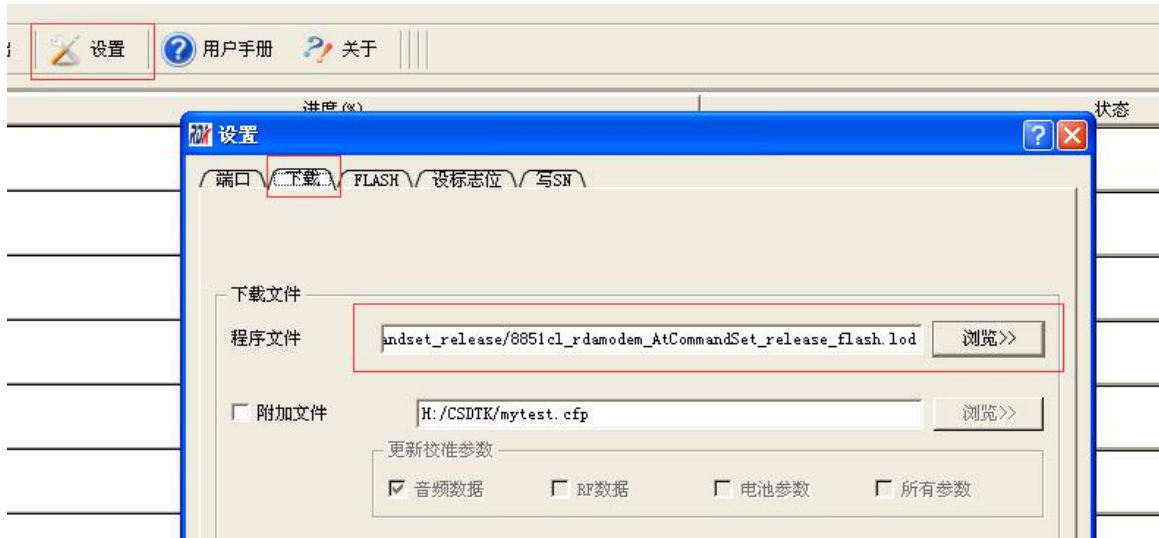 设置 用户手册 关于
进度(%) 状态
RDA 设置
端口 下载 FLASH 设标志位 写SN
下载文件
程序文件 andset_release/8851cl_rdamodem_AtCommandSet_release_flash.lod 浏览>>
附加文件 H:/CSDTK/mytest.cfp 浏览>>
更新校准参数
音频数据 RF数据 电池参数 所有参数